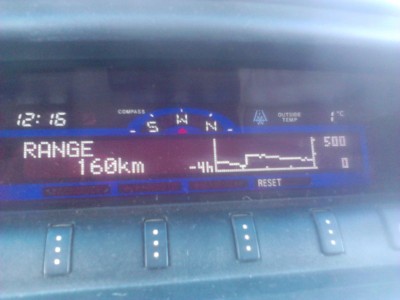 12:16 COMPASS OUTSIDE TEMP 1°C
S W N
RANGE 500
160km -4h 0
RESET